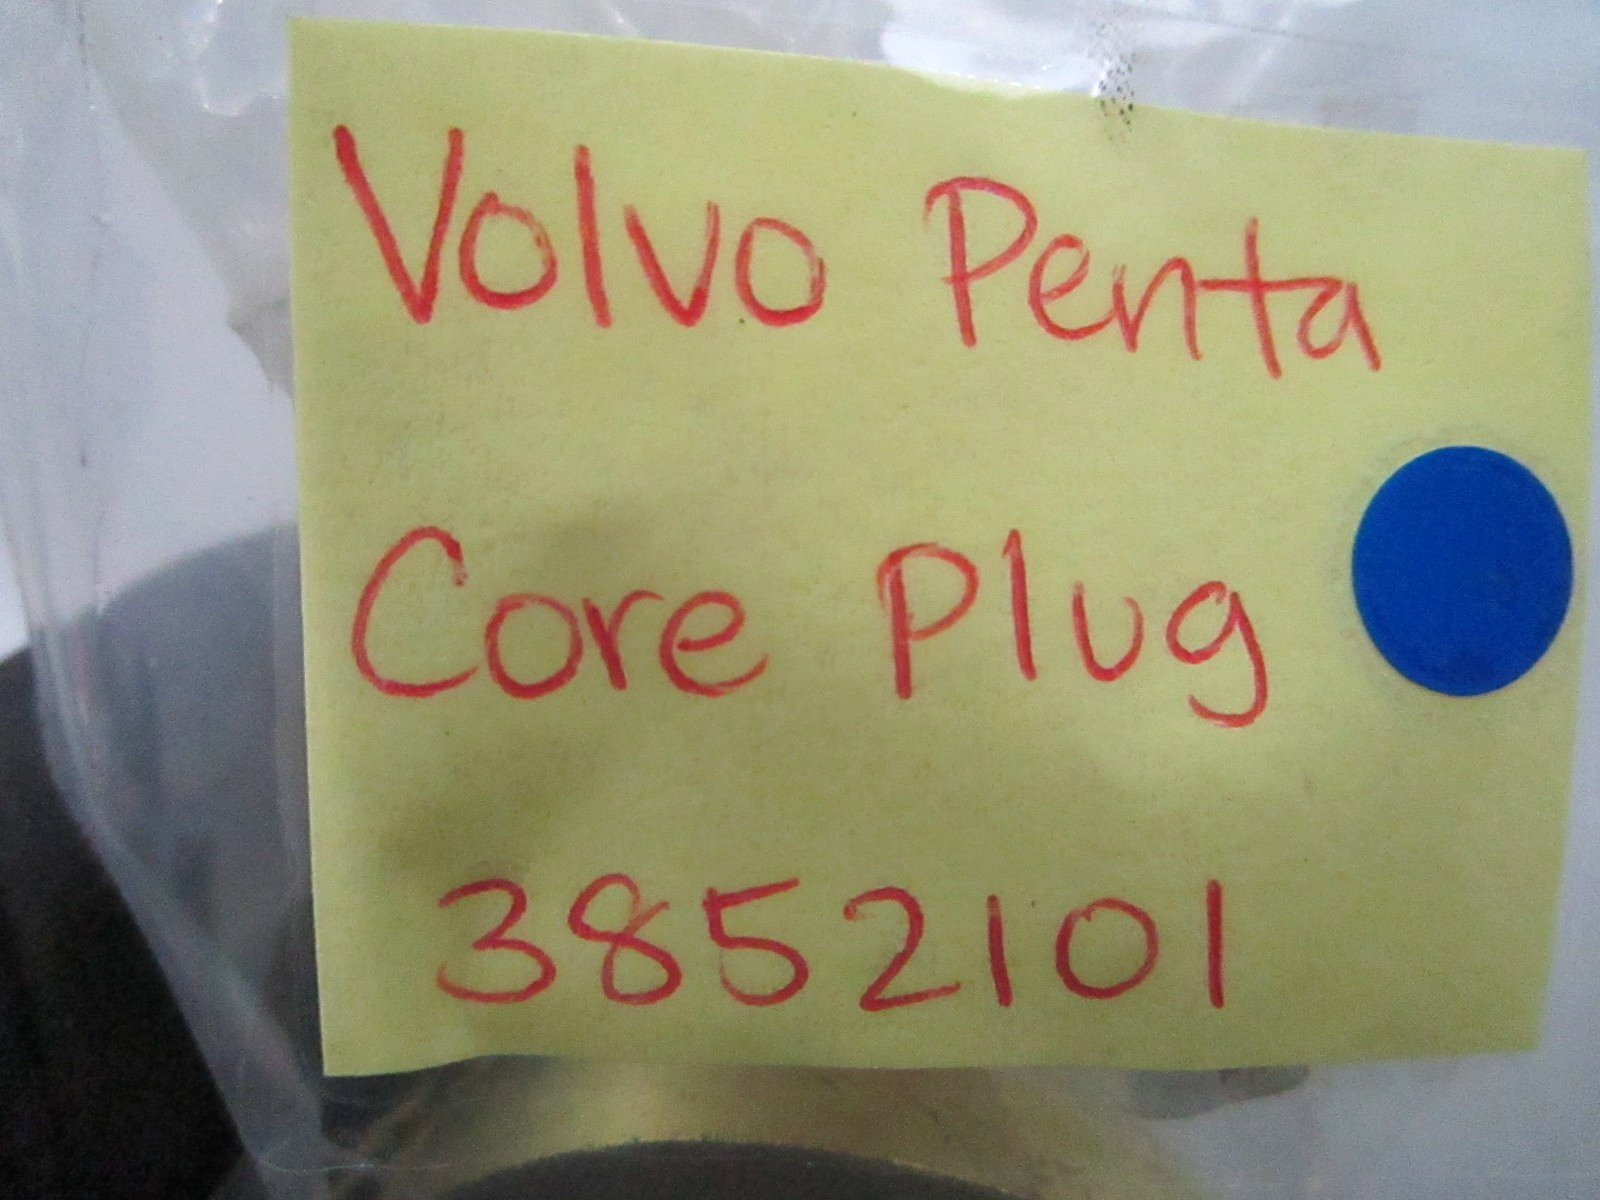 Volvo Penta
Core Plug
3852101